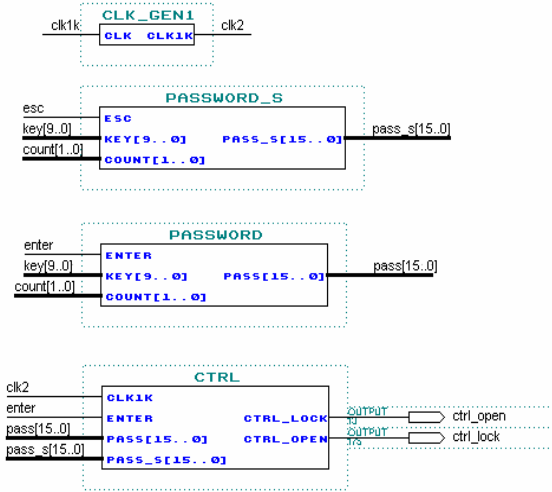 CLK_GEN1
clk1k CLK CLK1K clk2
PASSWORD_S
esc ESC
key[9..0] KEY[9..0] PASS_S[15..0] pass_s[15..0]
count[1..0] COUNT[1..0]
PASSWORD
enter ENTER
key[9..0] KEY[9..0] PASS[15..0] pass[15..0]
count[1..0] COUNT[1..0]
CTRL
clk2 CLK1K
enter ENTER CTRL_LOCK OUTPUT ctrl_open
pass[15..0] PASS[15..0] CTRL_OPEN OUTPUT ctrl_lock
pass_s[15..0] PASS_S[15..0]